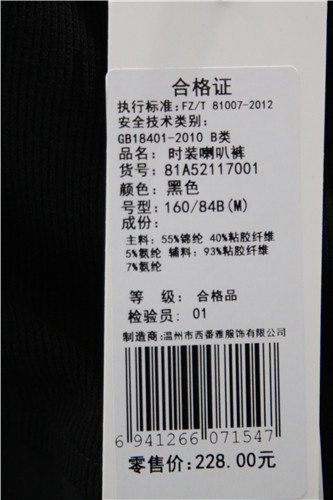 合格证
执行标准:FZ/T 81007-2012
安全技术类别:
GB18401-2010 B类
品名: 时装喇叭裤
货号: 81A52117001
颜色: 黑色
号型: 160/84B(M)
成份:
主料: 55%锦纶 40%粘胶纤维
5%氨纶 辅料: 93%粘胶纤维
7%氨纶
等 级: 合格品
检验员: 01
制造商:温州市西番雅服饰有限公司
6 941266 071547
零售价:228.00元